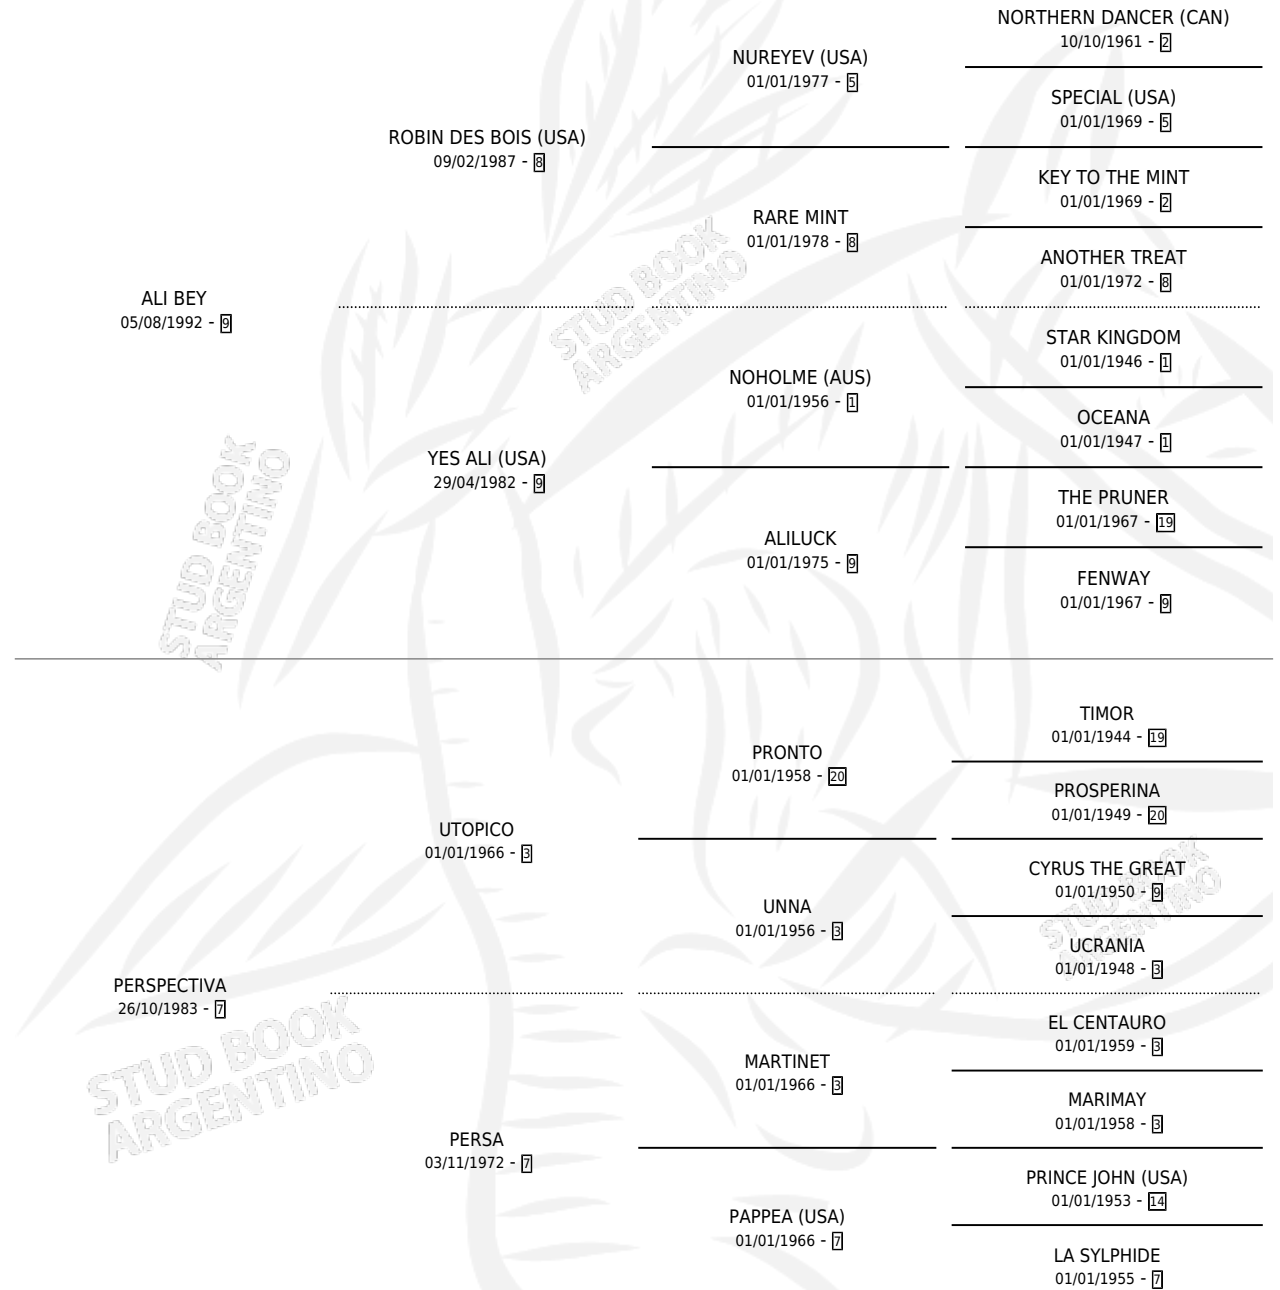 NORTHERN DANCER (CAN)
10/10/1961 - 2
NUREYEV (USA)
01/01/1977 - 5
SPECIAL (USA)
01/01/1969 - 5
ROBIN DES BOIS (USA)
09/02/1987 - 8
KEY TO THE MINT
01/01/1969 - 2
RARE MINT
01/01/1978 - 8
ANOTHER TREAT
01/01/1972 - 8
ALI BEY
05/08/1992 - 9
STAR KINGDOM
01/01/1946 - 1
NOHOLME (AUS)
01/01/1956 - 1
OCEANA
01/01/1947 - 1
YES ALI (USA)
29/04/1982 - 9
THE PRUNER
01/01/1967 - 19
ALILUCK
01/01/1975 - 9
FENWAY
01/01/1967 - 9
TIMOR
01/01/1944 - 19
PRONTO
01/01/1958 - 20
PROSPERINA
01/01/1949 - 20
UTOPICO
01/01/1966 - 3
CYRUS THE GREAT
01/01/1950 - 9
UNNA
01/01/1956 - 3
UCRANIA
01/01/1948 - 3
PERSPECTIVA
26/10/1983 - 7
EL CENTAURO
01/01/1959 - 3
MARTINET
01/01/1966 - 3
MARIMAY
01/01/1958 - 3
PERSA
03/11/1972 - 7
PRINCE JOHN (USA)
01/01/1953 - 14
PAPPEA (USA)
01/01/1966 - 7
LA SYLPHIDE
01/01/1955 - 7
STUD BOOK
ARGENTINO
STUD BOOK
ARGENTINO
STUD BOOK
ARGENTINO
STUD BOOK
ARGENTINO